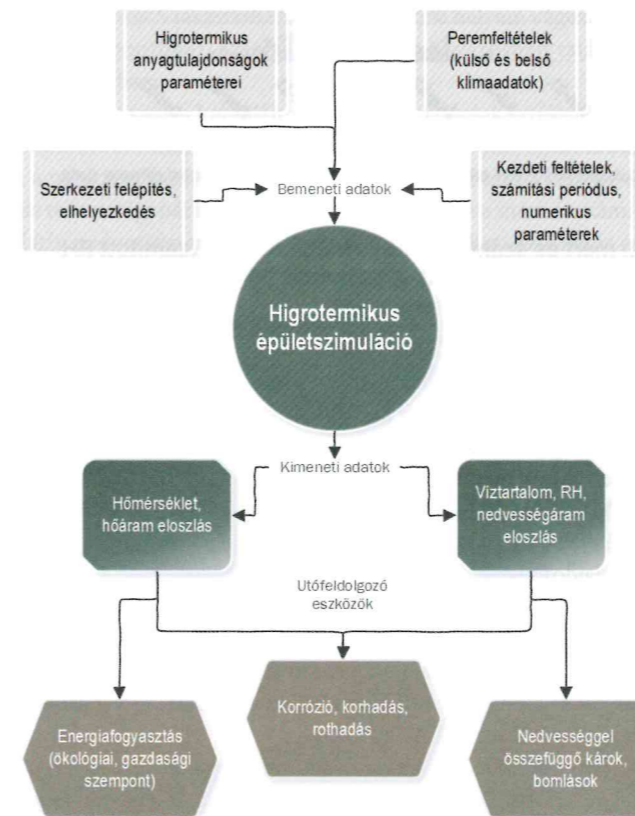 Higrotermikus
anyagtulajdonságok
paraméterei
Peremfeltételek
(külső és belső
klímaadatok)
Szerkezeti felépítés,
elhelyezkedés
Bemeneti adatok
Kezdeti feltételek,
számítási periódus,
numerikus
paraméterek
Higrotermikus
épületszimuláció
Kimeneti adatok
Hőmérséklet,
hőáram eloszlás
Víztartalom, RH,
nedvességáram
eloszlás
Utófeldolgozó
eszközök
Energiafogyasztás
(ökológiai, gazdasági
szempont)
Korrózió, korhadás,
rothadás
Nedvességgel
összefüggő károk,
bomlások